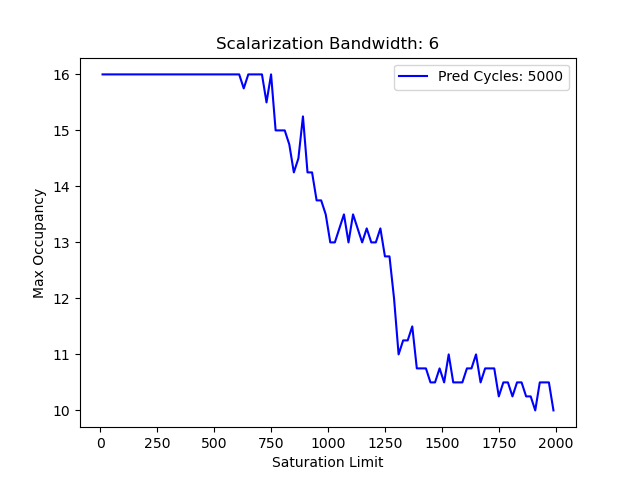 Scalarization Bandwidth: 6
Pred Cycles: 5000
Max Occupancy
16
15
14
13
12
11
10
0 250 500 750 1000 1250 1500 1750 2000
Saturation Limit